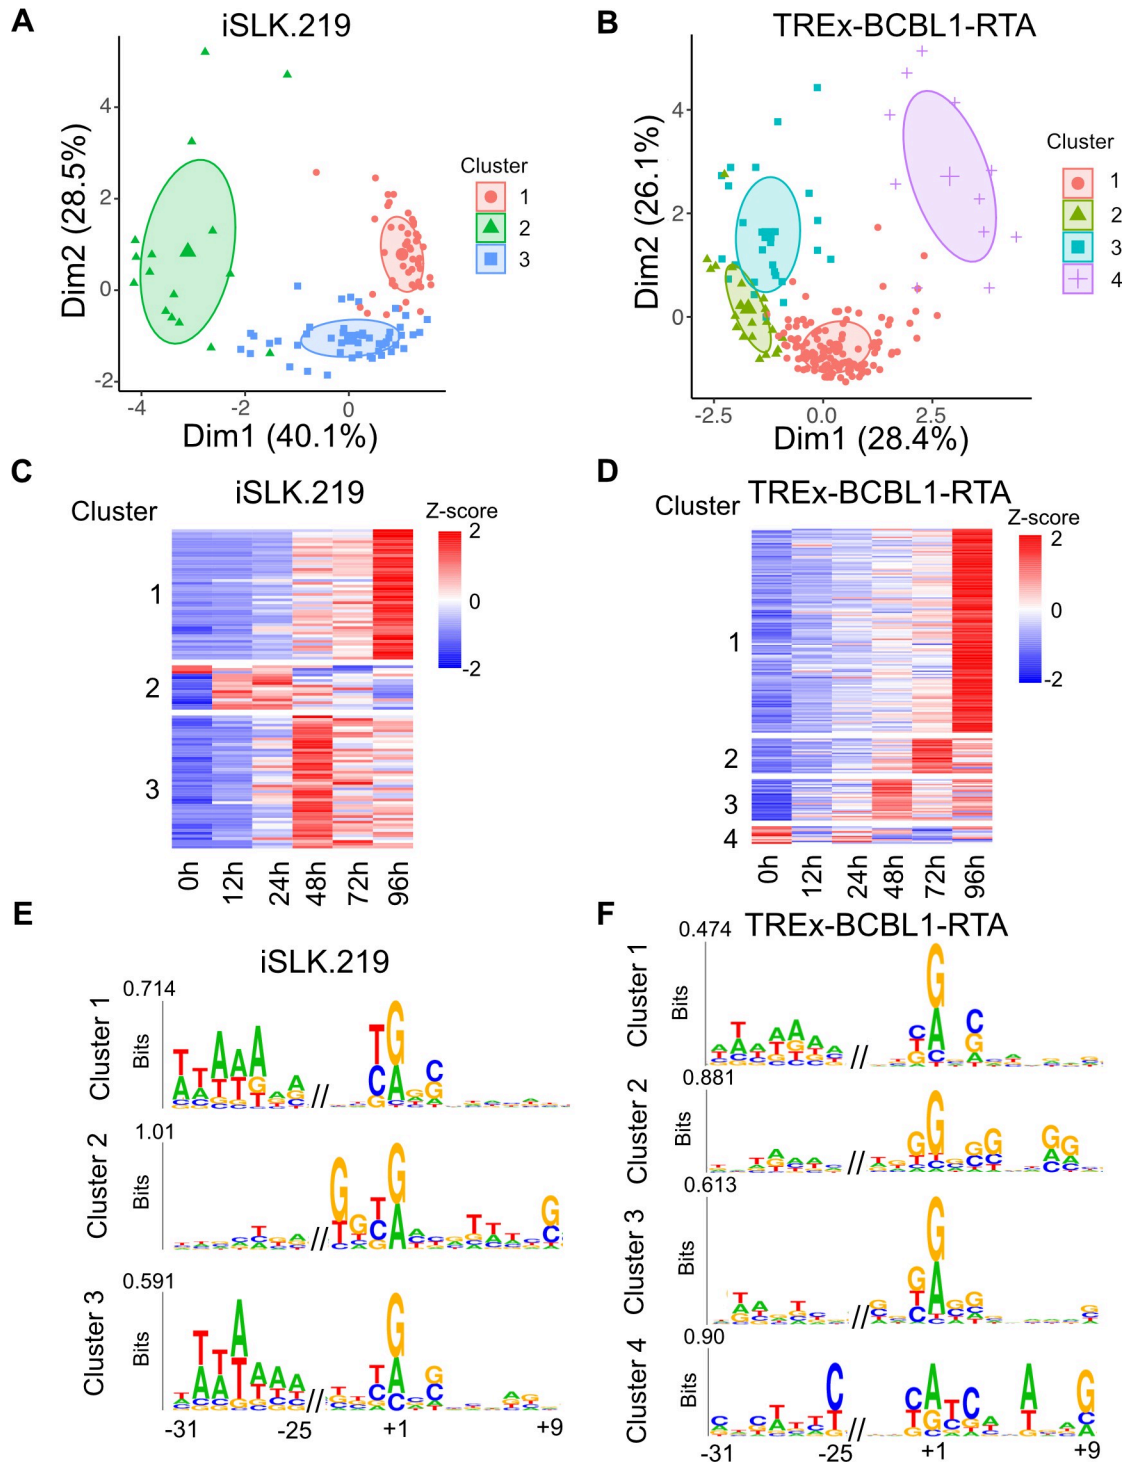 A
iSLK.219
Dim2 (28.5%)
4
2
0
-2
-4
-2
0
Dim1 (40.1%)
Cluster
1
2
3
B
TREx-BCBL1-RTA
Dim2 (26.1%)
4
2
0
-2.5
0.0
2.5
Dim1 (28.4%)
Cluster
1
2
3
4
C
iSLK.219
Cluster
Z-score
2
0
-2
1
2
3
0h
12h
24h
48h
72h
96h
D
TREx-BCBL1-RTA
Cluster
Z-score
2
0
-2
1
2
3
4
0h
12h
24h
48h
72h
96h
E
iSLK.219
Cluster 1
0.714
Bits
//
Cluster 2
1.01
Bits
//
Cluster 3
0.591
Bits
//
-31
-25
+1
+9
F
TREx-BCBL1-RTA
Cluster 1
0.474
Bits
//
Cluster 2
0.881
Bits
//
Cluster 3
0.613
Bits
//
Cluster 4
0.90
Bits
//
-31
-25
+1
+9